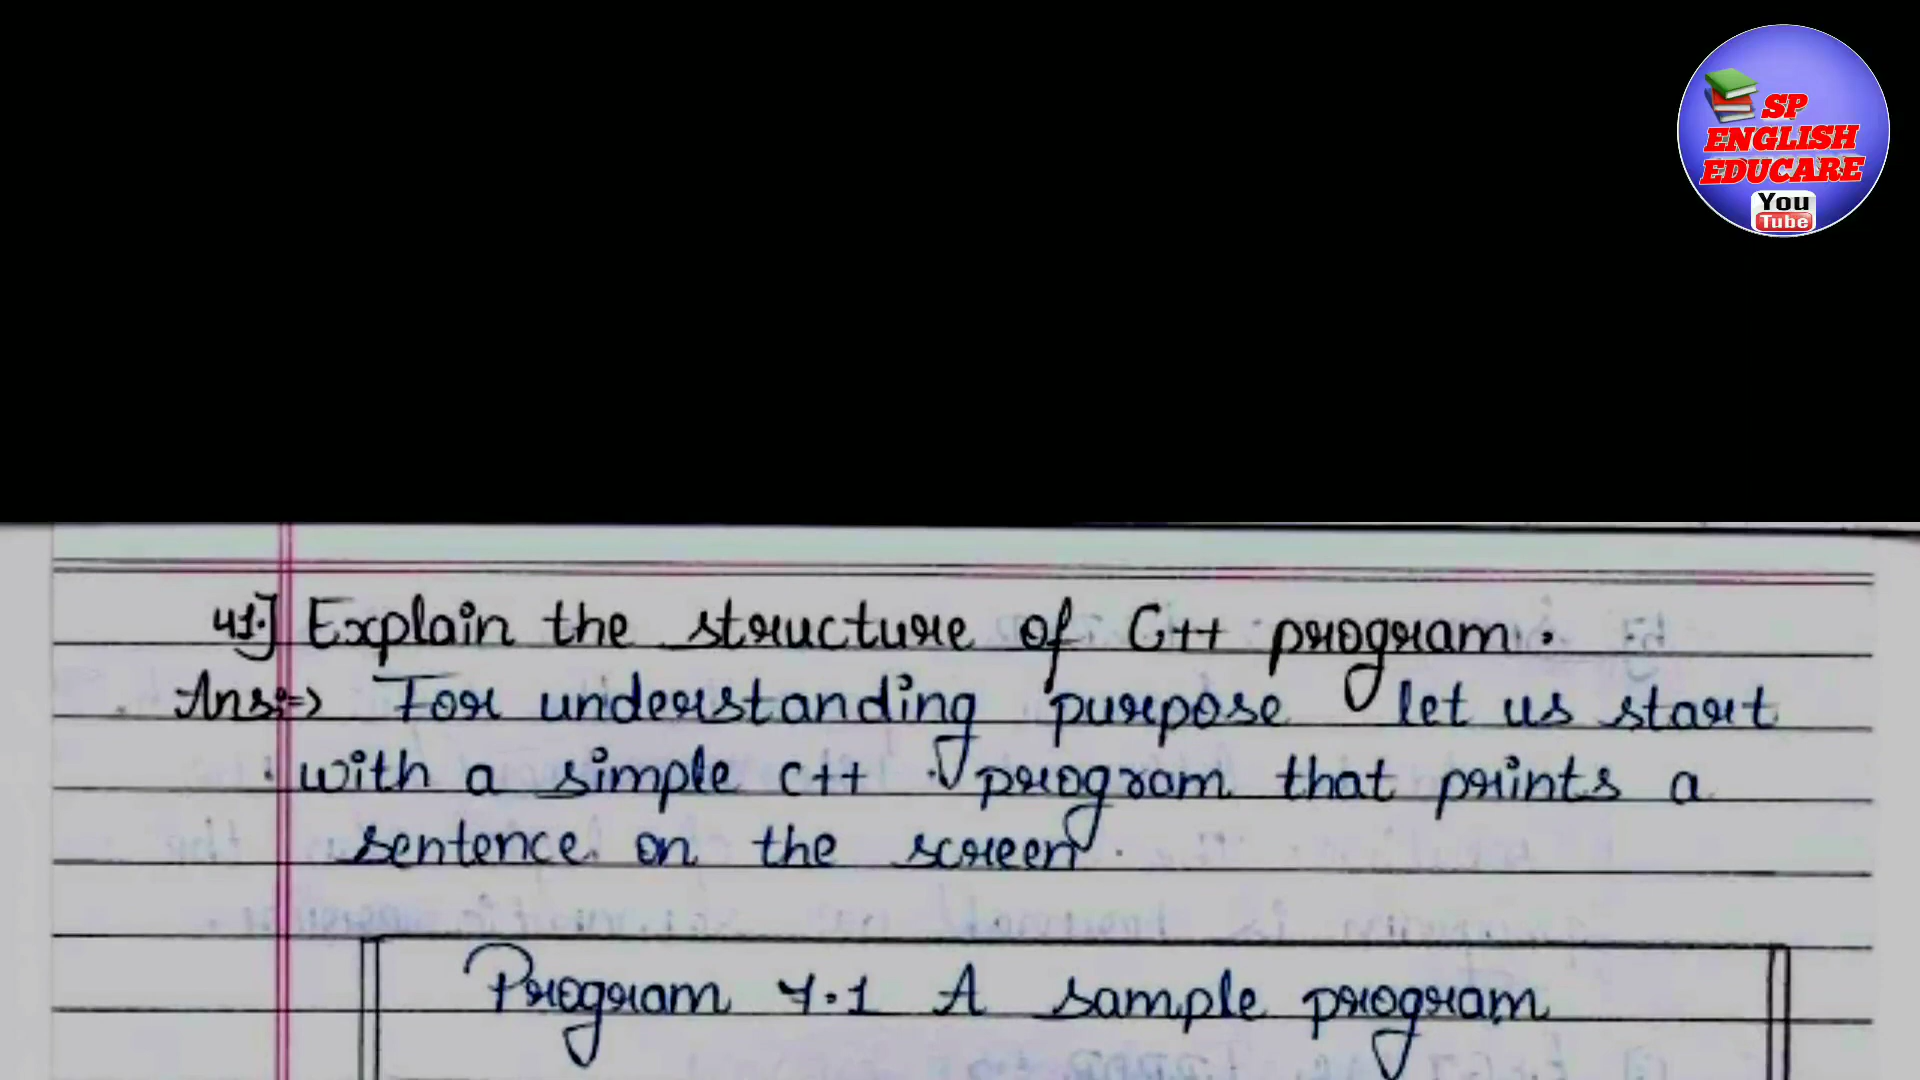 SP
ENGLISH
EDUCARE
You
Tube
41.] Explain the structure of C++ program.
Ans:-> For understanding purpose let us start
with a simple c++ program that prints a
sentence on the screen.
Program 4.1 A sample program